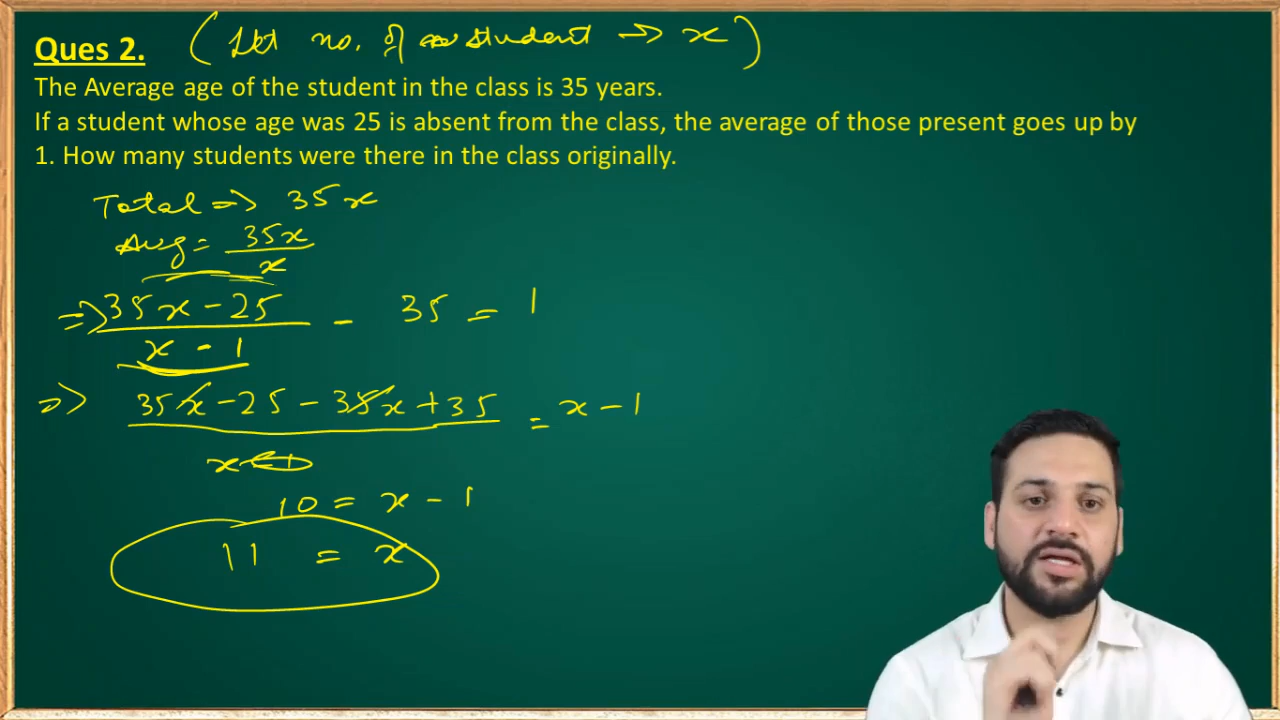 Ques 2. (Let no. of student → x)
The Average age of the student in the class is 35 years.
If a student whose age was 25 is absent from the class, the average of those present goes up by
1. How many students were there in the class originally.
Total => 35x
Avg = 35x/x
=> 35x - 25 / x - 1 - 35 = 1
=> 35x - 25 - 35x + 35 = x - 1
x - 1
10 = x - 1
11 = x